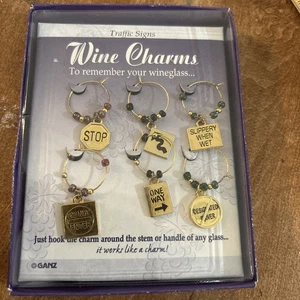 Traffic Signs
Wine Charms
To remember your wineglass...
STOP
SLIPPERY
WHEN
WET
ONE
WAY
Just hook the charm around the stem or handle of any glass...
it works like a charm!
©GANZ